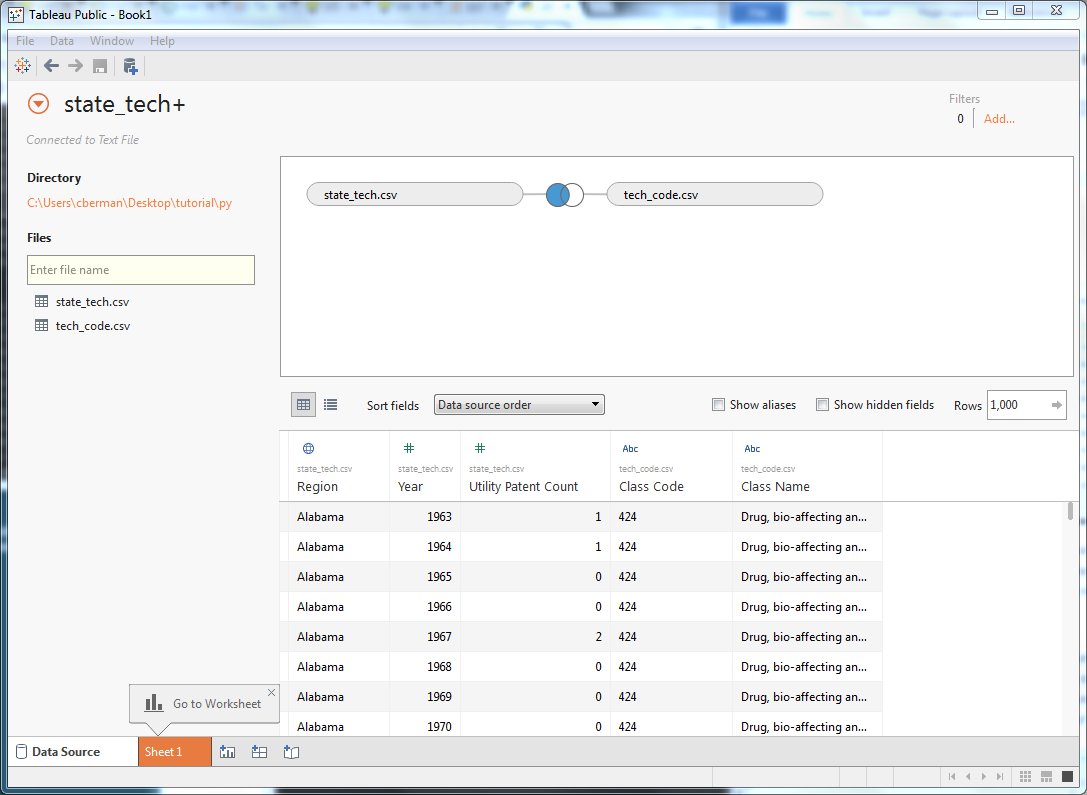 Tableau Public - Book1
File Data Window Help
state_tech+
Connected to Text File
Filters
0 Add...
Directory
C:\Users\cberman\Desktop\tutorial\py
Files
Enter file name
state_tech.csv
tech_code.csv
state_tech.csv tech_code.csv
Sort fields Data source order Show aliases Show hidden fields Rows 1,000
# # Abc Abc
state_tech.csv state_tech.csv state_tech.csv tech_code.csv tech_code.csv
Region Year Utility Patent Count Class Code Class Name
Alabama 1963 1 424 Drug, bio-affecting an...
Alabama 1964 1 424 Drug, bio-affecting an...
Alabama 1965 0 424 Drug, bio-affecting an...
Alabama 1966 0 424 Drug, bio-affecting an...
Alabama 1967 2 424 Drug, bio-affecting an...
Alabama 1968 0 424 Drug, bio-affecting an...
Alabama 1969 0 424 Drug, bio-affecting an...
Alabama 1970 0 424 Drug, bio-affecting an...
Go to Worksheet
Data Source Sheet 1